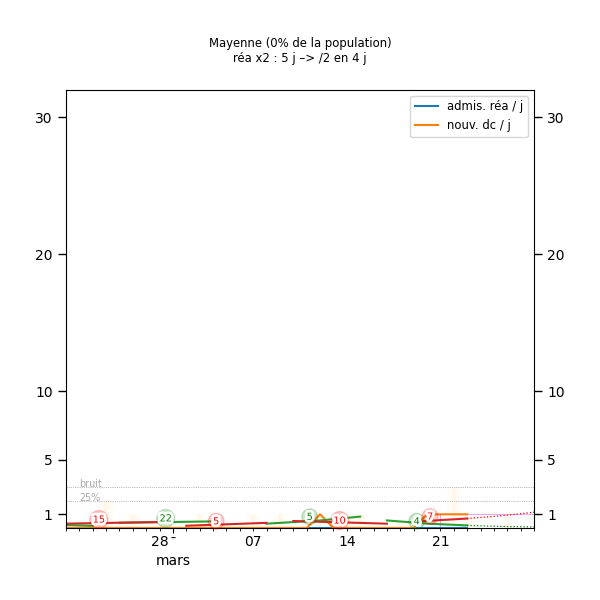 Mayenne (0% de la population)
réa x2 : 5 j –> /2 en 4 j
admis. réa / j
nouv. dc / j
30 30
20 20
10 10
5 5
bruit
25%
1 15 22 5 5 10 4 7 1
28 07 14 21
mars